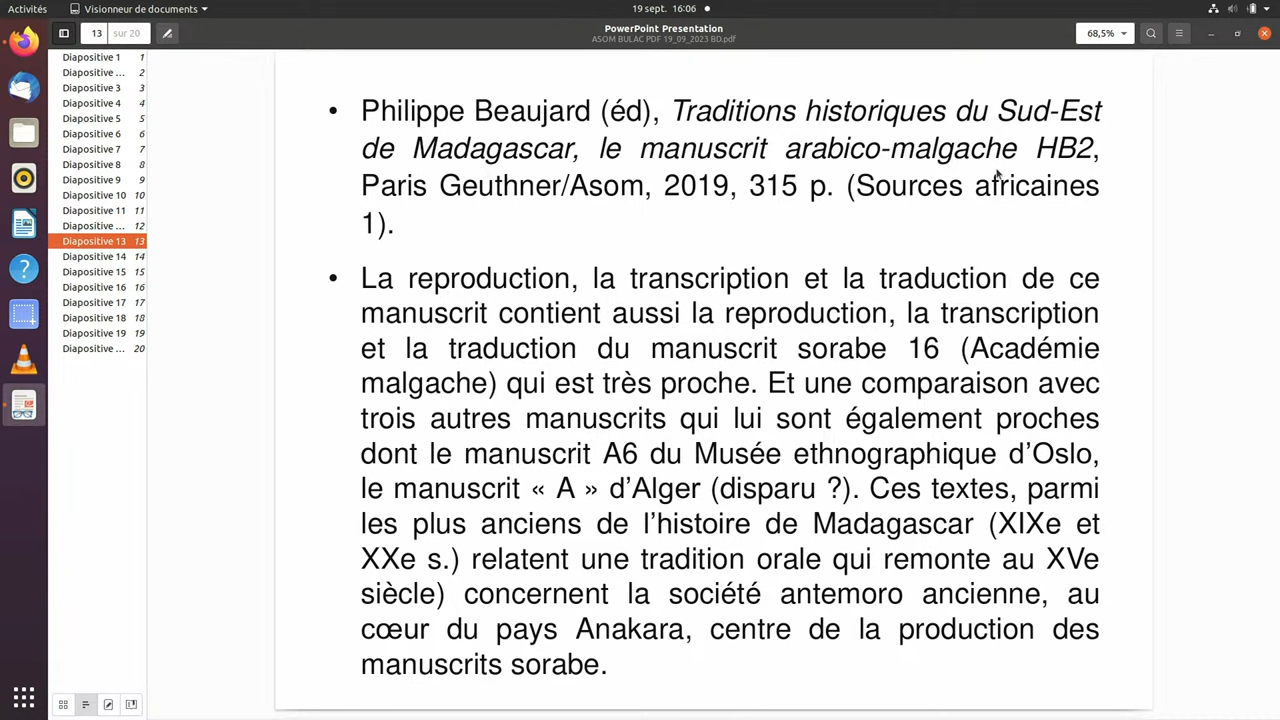 Activités
Visionneur de documents
19 sept. 16:06
13 sur 20
PowerPoint Presentation
ASOM BULAC PDF 19_09_2023 BD.pdf
68,5%
Diapositive 1 1
Diapositive ... 2
Diapositive 3 3
Diapositive 4 4
Diapositive 5 5
Diapositive 6 6
Diapositive 7 7
Diapositive 8 8
Diapositive 9 9
Diapositive 10 10
Diapositive 11 11
Diapositive ... 12
Diapositive 13 13
Diapositive 14 14
Diapositive 15 15
Diapositive 16 16
Diapositive 17 17
Diapositive 18 18
Diapositive 19 19
Diapositive ... 20
• Philippe Beaujard (éd), Traditions historiques du Sud-Est
de Madagascar, le manuscrit arabico-malgache HB2,
Paris Geuthner/Asom, 2019, 315 p. (Sources africaines
1).
• La reproduction, la transcription et la traduction de ce
manuscrit contient aussi la reproduction, la transcription
et la traduction du manuscrit sorabe 16 (Académie
malgache) qui est très proche. Et une comparaison avec
trois autres manuscrits qui lui sont également proches
dont le manuscrit A6 du Musée ethnographique d'Oslo,
le manuscrit « A » d'Alger (disparu ?). Ces textes, parmi
les plus anciens de l'histoire de Madagascar (XIXe et
XXe s.) relatent une tradition orale qui remonte au XVe
siècle) concernent la société antemoro ancienne, au
cœur du pays Anakara, centre de la production des
manuscrits sorabe.